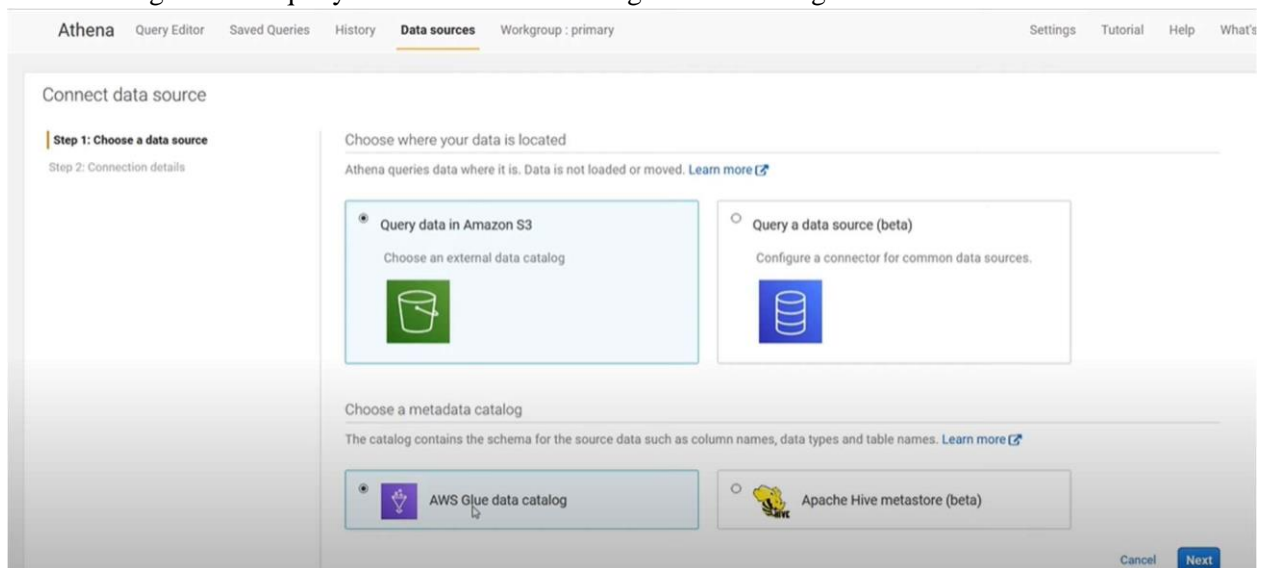 Athena Query Editor Saved Queries History Data sources Workgroup : primary Settings Tutorial Help What's
Connect data source
Step 1: Choose a data source
Step 2: Connection details
Choose where your data is located
Athena queries data where it is. Data is not loaded or moved. Learn more
Query data in Amazon S3
Choose an external data catalog
Query a data source (beta)
Configure a connector for common data sources.
Choose a metadata catalog
The catalog contains the schema for the source data such as column names, data types and table names. Learn more
AWS Glue data catalog
HIVE
Apache Hive metastore (beta)
Cancel Next